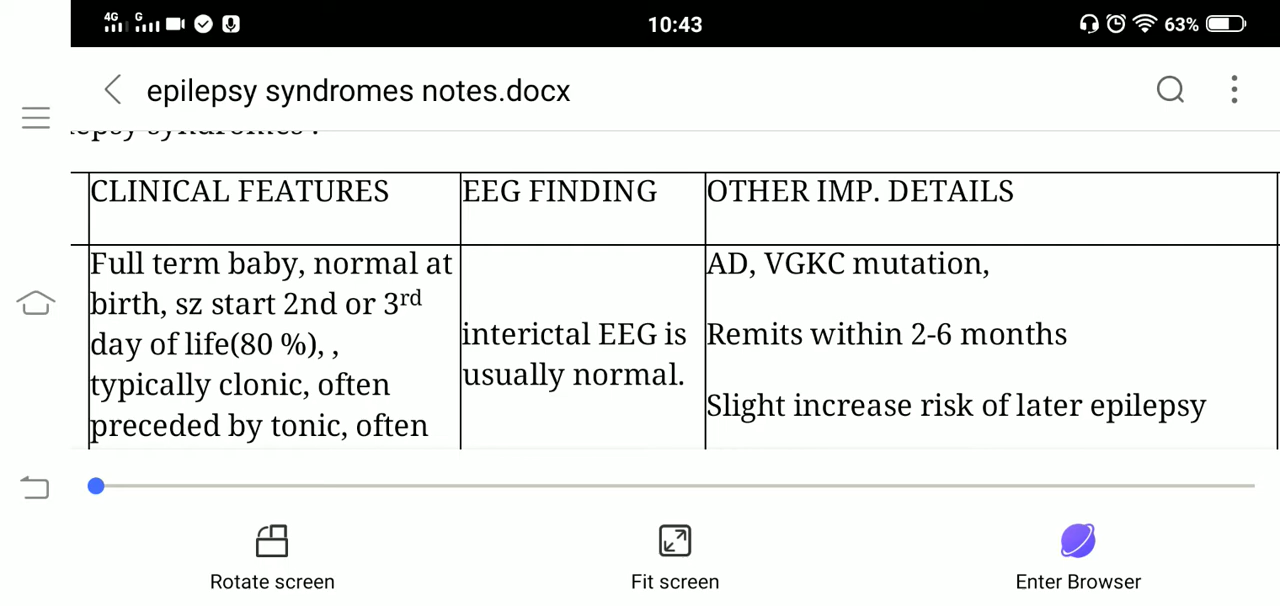 4G G 10:43 63%
epilepsy syndromes notes.docx
CLINICAL FEATURES
EEG FINDING
OTHER IMP. DETAILS
Full term baby, normal at
birth, sz start 2nd or 3rd
day of life(80 %), ,
typically clonic, often
preceded by tonic, often
interictal EEG is
usually normal.
AD, VGKC mutation,
Remits within 2-6 months
Slight increase risk of later epilepsy
Rotate screen
Fit screen
Enter Browser